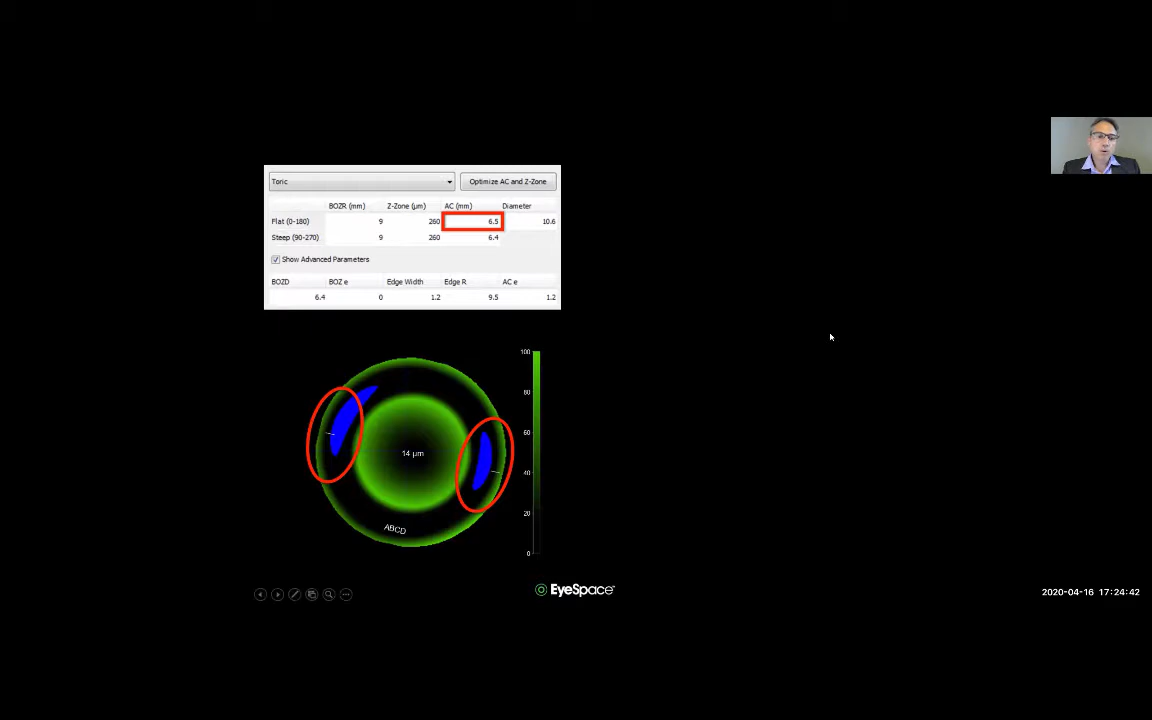 Toric
Optimize AC and Z-Zone
BOZR (mm) Z-Zone (μm) AC (mm) Diameter
Flat (0-180) 9 260 6.5 10.6
Steep (90-270) 9 260 6.4
Show Advanced Parameters
BOZD BOZ e Edge Width Edge R AC e
6.4 0 1.2 9.5 1.2
100
80
60
14 μm
40
20
ABCD
0
EyeSpace™
2020-04-16 17:24:42